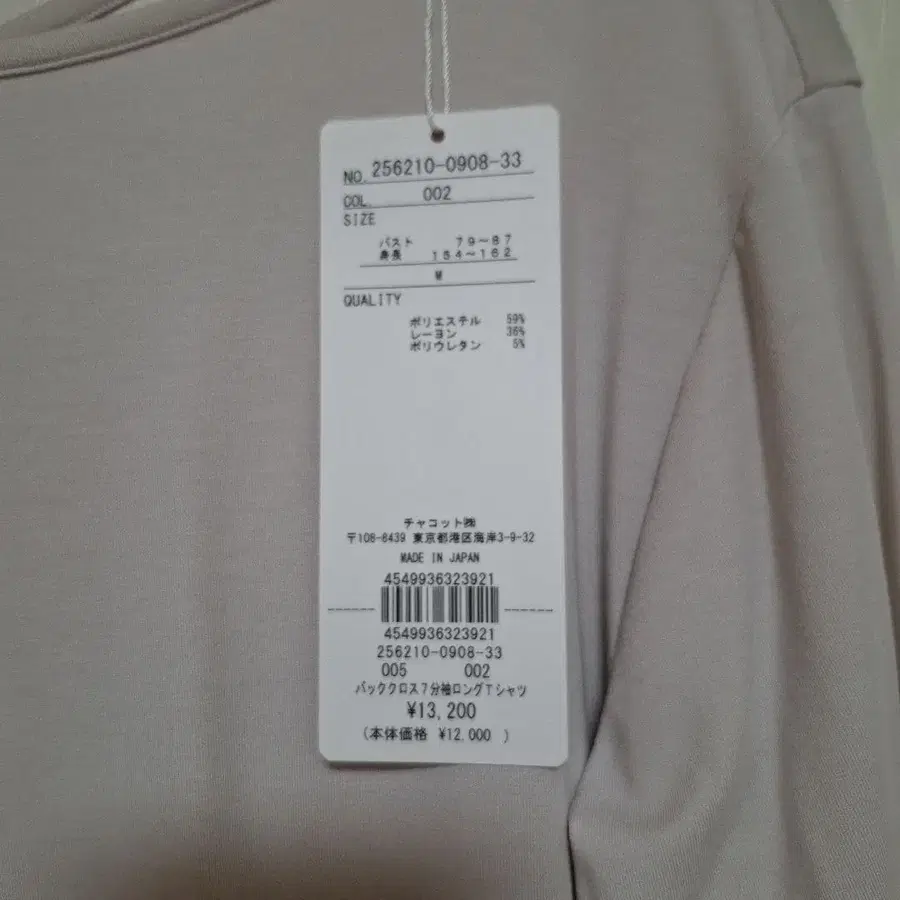 NO. 256210-0908-33
COL. 002
SIZE
バスト 79〜87
身長 154〜162
M
QUALITY
ポリエステル 59%
レーヨン 36%
ポリウレタン 5%
チャコット㈱
〒108-8439 東京都港区海岸3-9-32
MADE IN JAPAN
4549936323921
4549936323921
256210-0908-33
005 002
バッククロス7分袖ロングTシャツ
¥13,200
(本体価格 ¥12,000 )